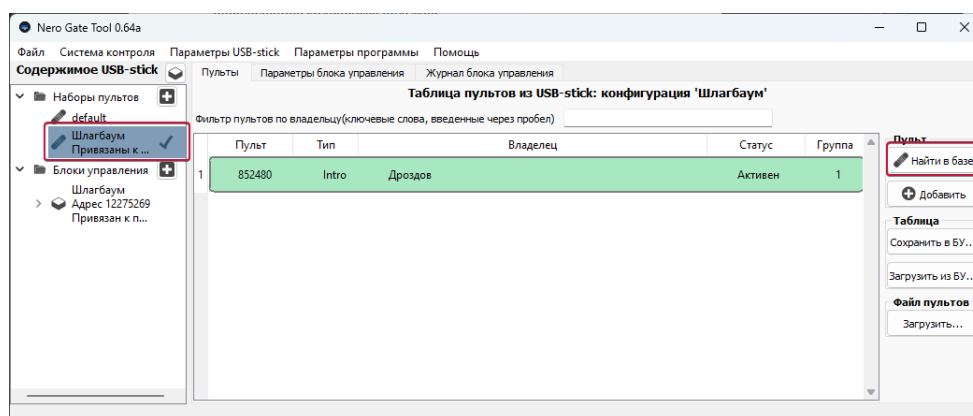 Nero Gate Tool 0.64a
Файл Система контроля Параметры USB-stick Параметры программы Помощь
Содержимое USB-stick
Пульты Параметры блока управления Журнал блока управления
Наборы пультов
default
Шлагбаум
Привязаны к ...
Блоки управления
Шлагбаум
Адрес 12275269
Привязан к п...
Таблица пультов из USB-stick: конфигурация 'Шлагбаум'
Фильтр пультов по владельцу(ключевые слова, введенные через пробел)
Пульт Тип Владелец Статус Группа
1 852480 Intro Дроздов Активен 1
Пульт
Найти в базе
Добавить
Таблица
Сохранить в БУ..
Загрузить из БУ..
Файл пультов
Загрузить...